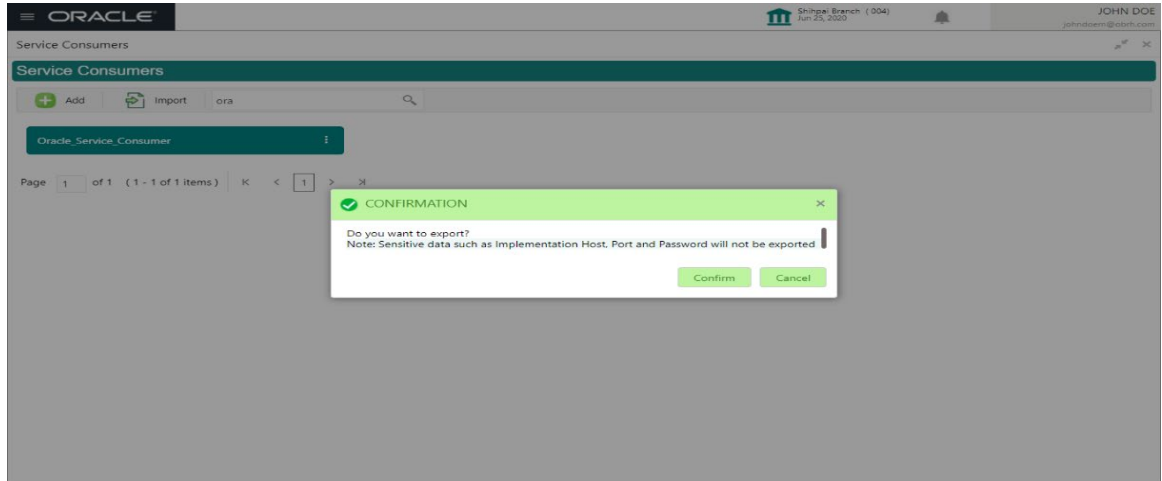 ORACLE
Shihpai Branch ( 004)
Jun 25, 2020
JOHN DOE
johndoem@obrh.com
Service Consumers
Service Consumers
Add
Import
ora
Oracle_Service_Consumer
Page 1 of 1 ( 1 - 1 of 1 items ) K < 1 > >|
CONFIRMATION
Do you want to export?
Note: Sensitive data such as Implementation Host, Port and Password will not be exported
Confirm
Cancel